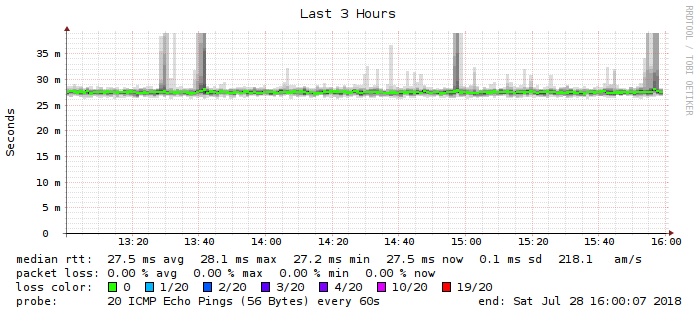 Last 3 Hours
RRDTOOL / TOBI OETIKER
Seconds
35 m
30 m
25 m
20 m
15 m
10 m
5 m
0
13:20 13:40 14:00 14:20 14:40 15:00 15:20 15:40 16:00
median rtt: 27.5 ms avg 28.1 ms max 27.2 ms min 27.5 ms now 0.1 ms sd 218.1 am/s
packet loss: 0.00 % avg 0.00 % max 0.00 % min 0.00 % now
loss color: 0 1/20 2/20 3/20 4/20 10/20 19/20
probe: 20 ICMP Echo Pings (56 Bytes) every 60s end: Sat Jul 28 16:00:07 2018